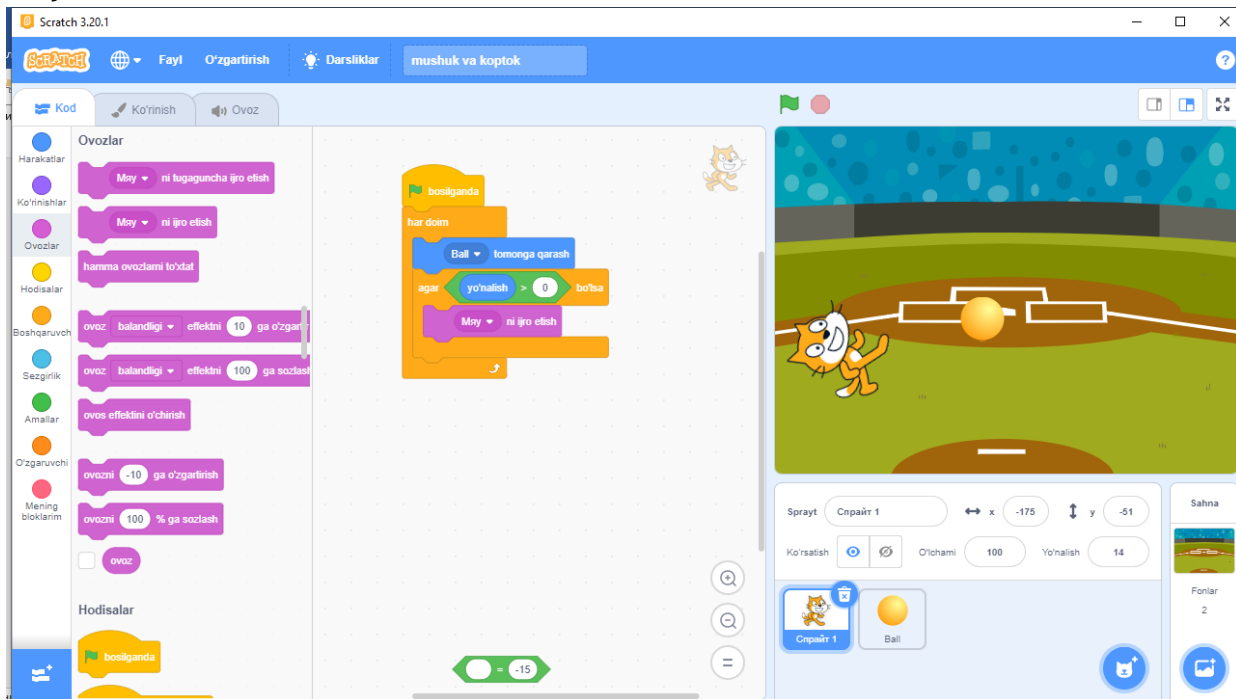 Scratch 3.20.1
SCRATCH Fayl O'zgartirish Darsliklar mushuk va koptok ?
Kod Ko'rinish Ovoz
Harakatlar
Ko'rinishlar
Ovozlar
Hodisalar
Boshqaruvch
Sezgirlik
Amallar
O'zgaruvchi
Mening
bloklarim
Ovozlar
Мяу ni tugaguncha ijro etish
Мяу ni ijro etish
hamma ovozlarni to'xtat
ovoz balandligi effektni 10 ga o'zgarti
ovoz balandligi effektni 100 ga sozlash
ovos effektini o'chirish
ovozni -10 ga o'zgartirish
ovozni 100 % ga sozlash
ovoz
Hodisalar
bosilganda
bosilganda
har doim
Ball tomonga qarash
agar yo'nalish > 0 bo'lsa
Мяу ni ijro etish
= -15
Sprayt Спрайт 1 x -175 y -51
Ko'rsatish O'lchami 100 Yo'nalish 14
Спрайт 1
Ball
Sahna
Fonlar
2